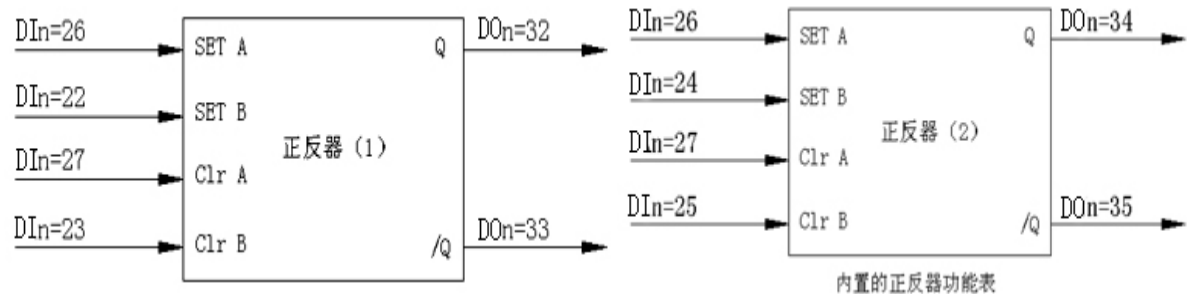 DIn=26
SET A
Q
DOn=32
DIn=22
SET B
正反器（1）
DIn=27
Clr A
DIn=23
Clr B
/Q
DOn=33
DIn=26
SET A
Q
DOn=34
DIn=24
SET B
正反器（2）
DIn=27
Clr A
DIn=25
Clr B
/Q
DOn=35
内置的正反器功能表